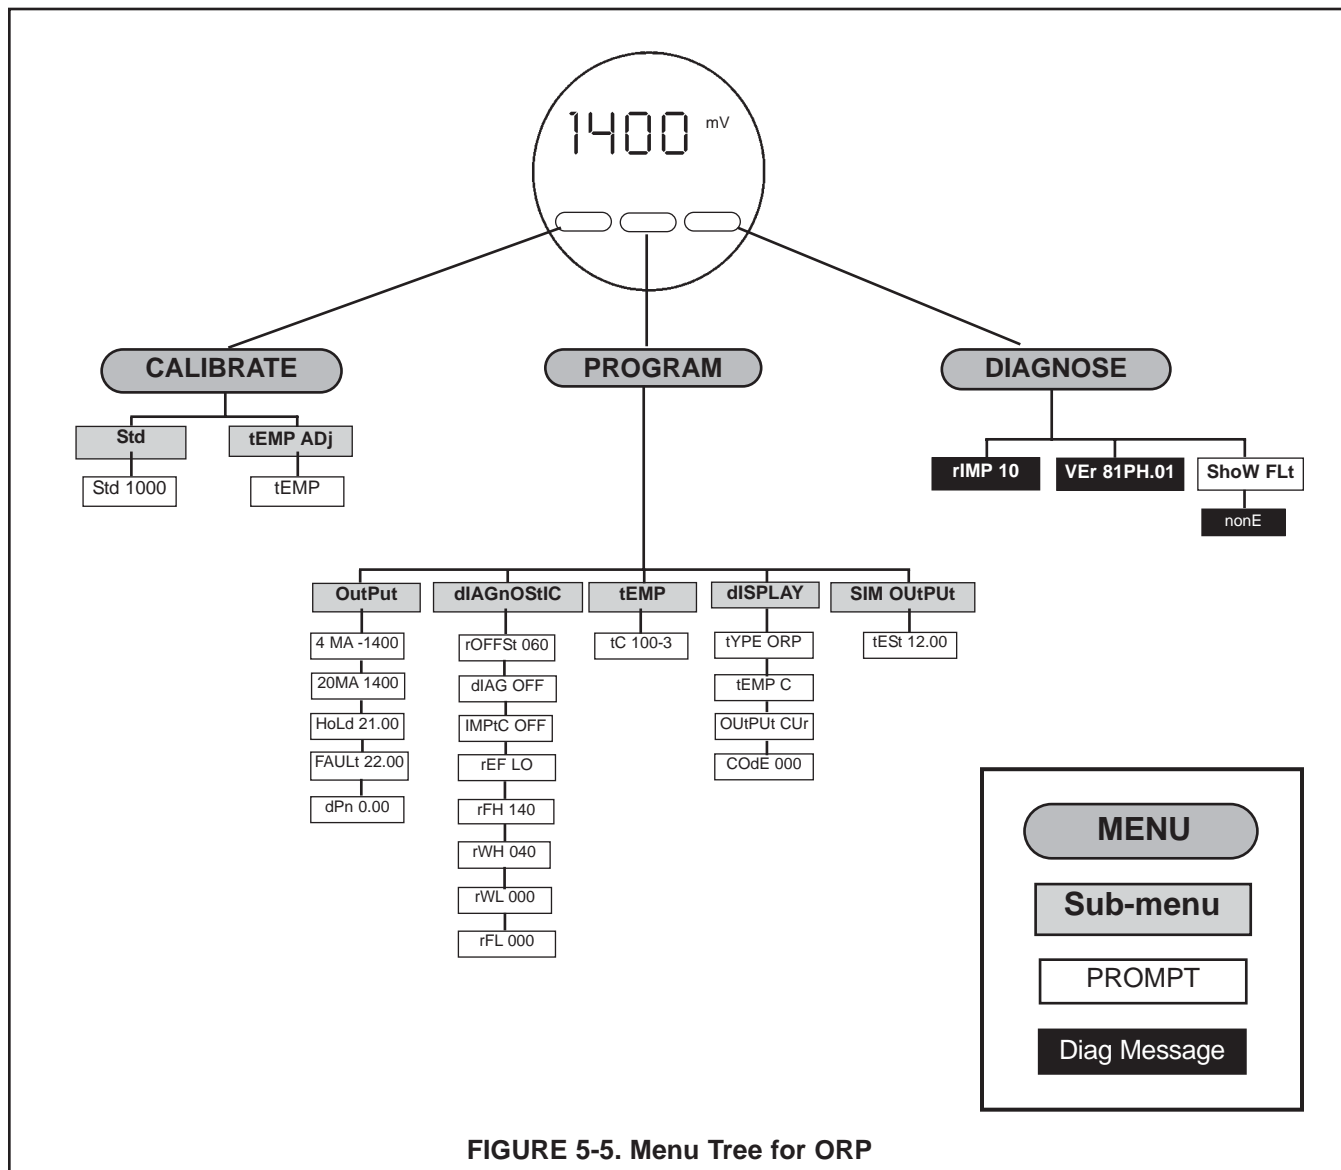 1400 mV
CALIBRATE
PROGRAM
DIAGNOSE
Std
tEMP ADj
Std 1000
tEMP
rIMP 10
VEr 81PH.01
ShoW FLt
nonE
OutPut
dIAGnOStIC
tEMP
dISPLAY
SIM OUtPUt
4 MA -1400
20MA 1400
HoLd 21.00
FAULt 22.00
dPn 0.00
rOFFSt 060
dIAG OFF
IMPtC OFF
rEF LO
rFH 140
rWH 040
rWL 000
rFL 000
tC 100-3
tYPE ORP
tEMP C
OUtPUt CUr
COdE 000
tESt 12.00
MENU
Sub-menu
PROMPT
Diag Message
FIGURE 5-5. Menu Tree for ORP